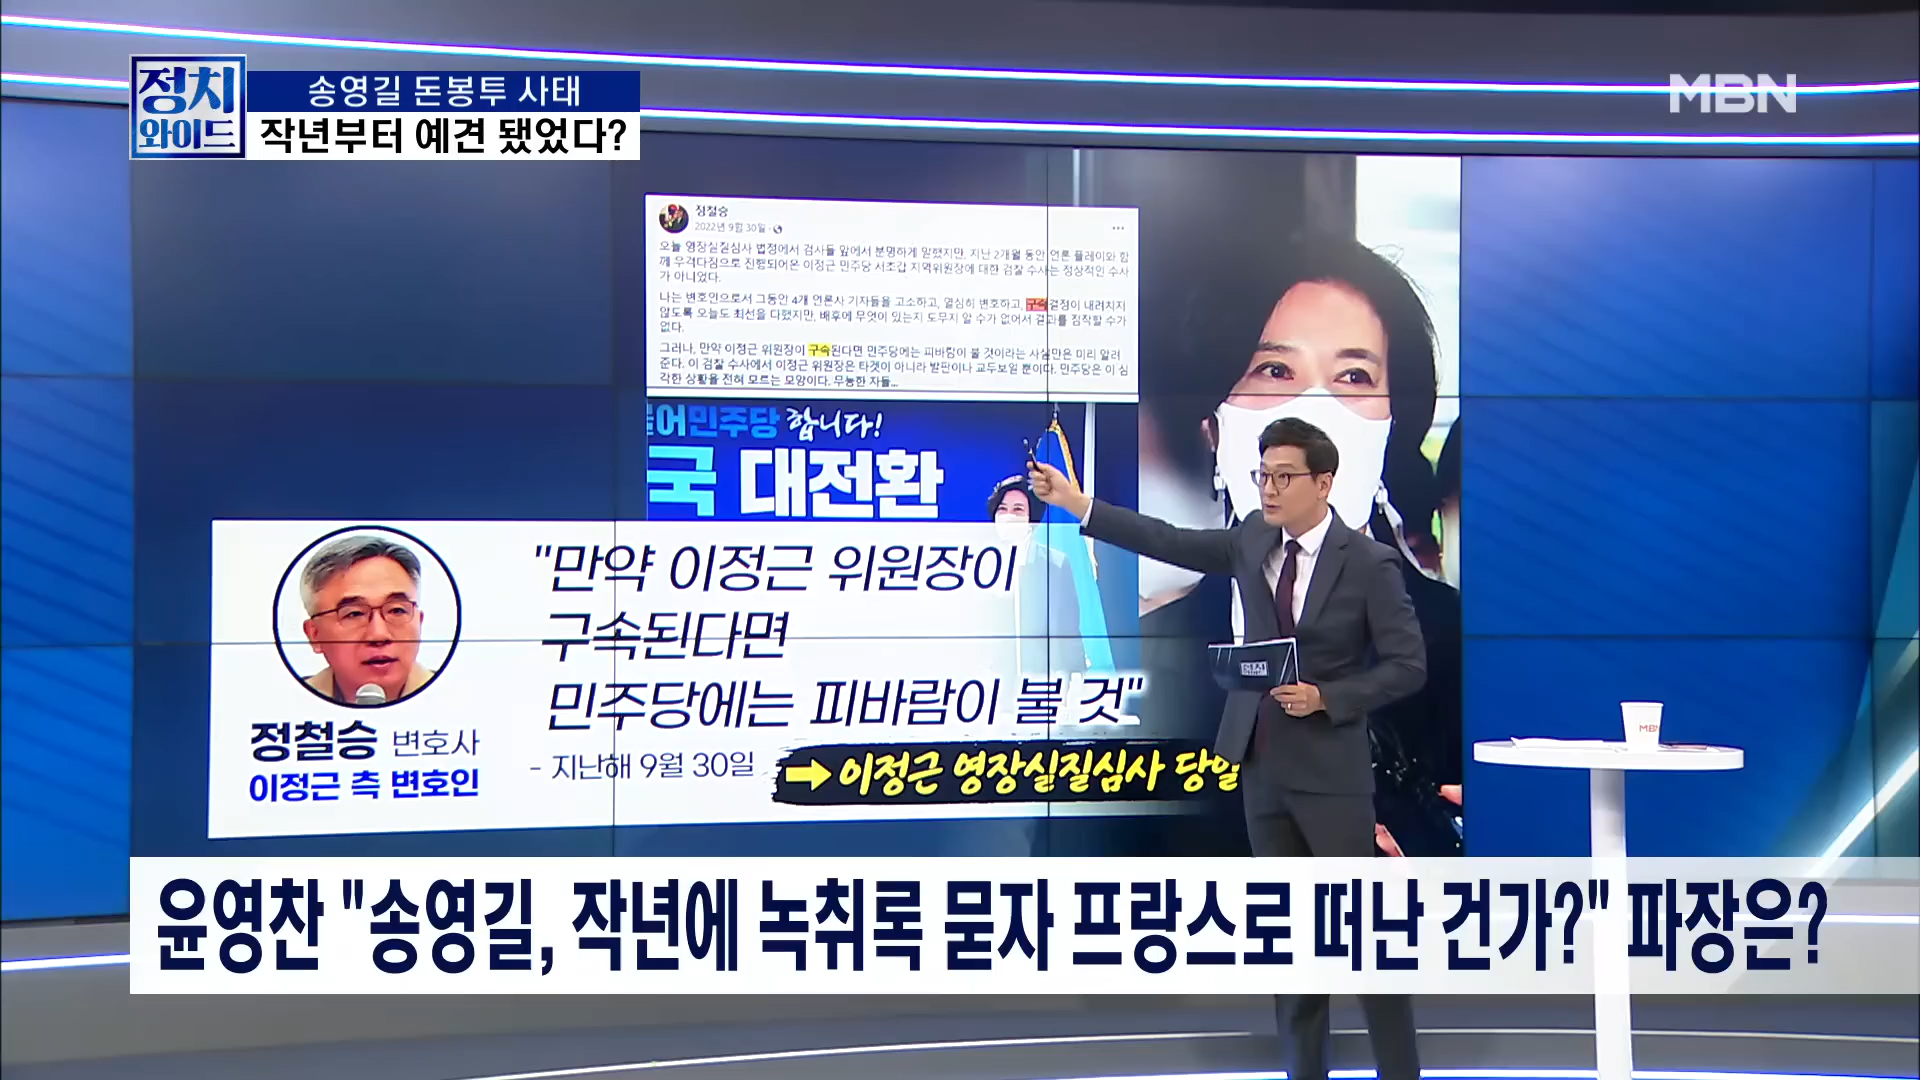 정치
와이드
송영길 돈봉투 사태
작년부터 예견 됐었다?
MBN
정철승
2022년 9월 30일
오늘 영장실질심사 법정에서 검사들 앞에서 분명하게 말했지만, 지난 2개월 동안 언론 플레이와 함
께 우격다짐으로 진행되어온 이정근 민주당 서초갑 지역위원장에 대한 검찰 수사는 정상적인 수사
가 아니었다.
나는 변호인으로서 그동안 4개 언론사 기자들을 고소하고, 열심히 변호하고, 구속 결정이 내려지지
않도록 오늘도 최선을 다했지만, 배후에 무엇이 있는지 도무지 알 수가 없어서 결과를 짐작할 수가
없다.
그러나, 만약 이정근 위원장이 구속된다면 민주당에는 피바람이 불 것이라는 사실만은 미리 알려
준다. 이 검찰 수사에서 이정근 위원장은 타겟이 아니라 발판이나 교두보일 뿐이다. 민주당은 이 심
각한 상황을 전혀 모르는 모양이다. 무능한 자들...
어민주당 합니다!
국 대전환
"만약 이정근 위원장이
구속된다면
민주당에는 피바람이 불 것"
- 지난해 9월 30일
➡이정근 영장실질심사 당일
정철승 변호사
이정근 측 변호인
MBN
윤영찬 "송영길, 작년에 녹취록 묻자 프랑스로 떠난 건가?" 파장은?